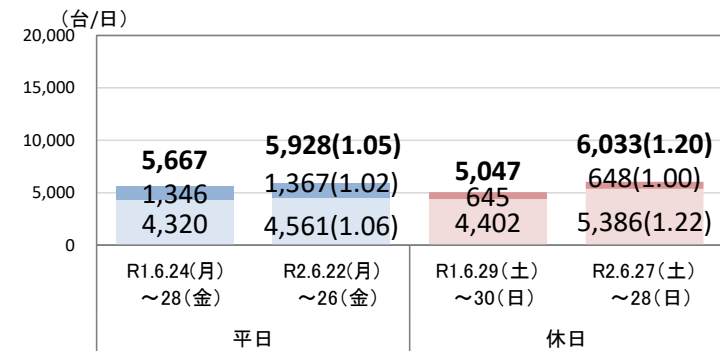 （台/日）
20,000
15,000
10,000
5,000
0
5,667
1,346
4,320
5,928(1.05)
1,367(1.02)
4,561(1.06)
5,047
645
4,402
6,033(1.20)
648(1.00)
5,386(1.22)
R1.6.24(月)
～28(金)
R2.6.22(月)
～26(金)
R1.6.29(土)
～30(日)
R2.6.27(土)
～28(日)
平日
休日